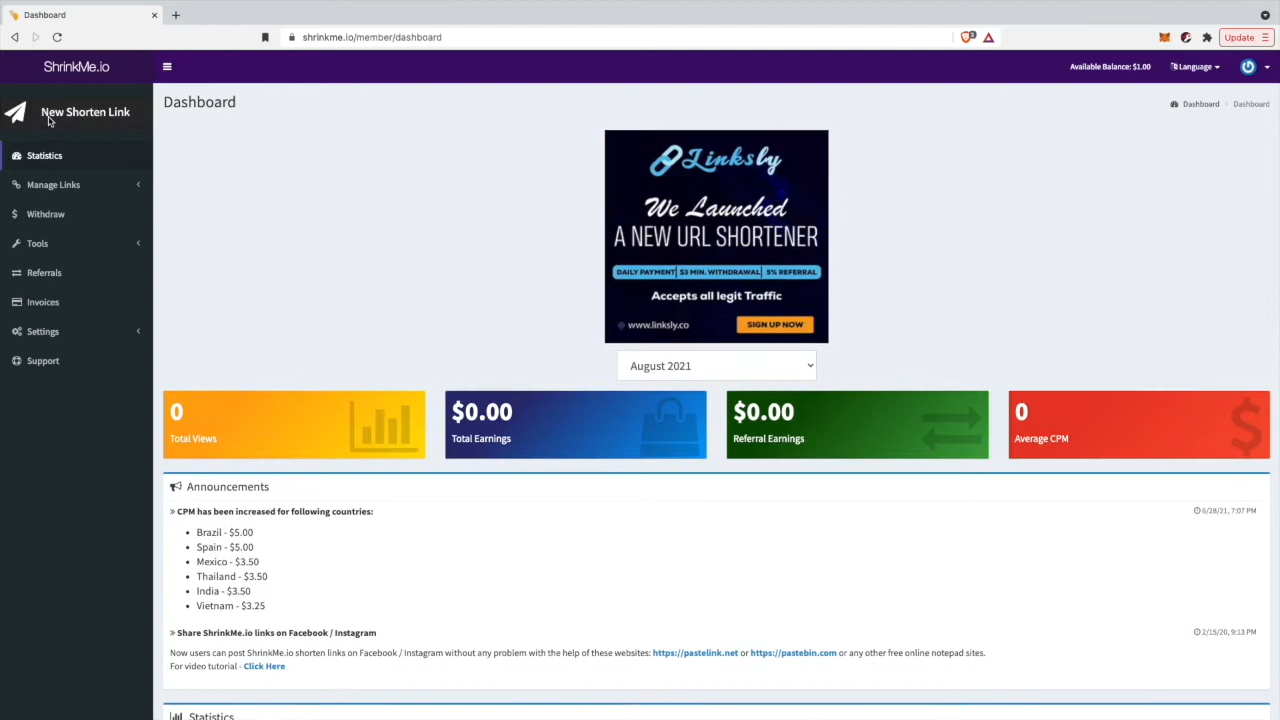 Dashboard
shrinkme.io/member/dashboard
3
Update
ShrinkMe.io
Available Balance: $1.00
Language
New Shorten Link
Statistics
Manage Links
Withdraw
Tools
Referrals
Invoices
Settings
Support
Dashboard
Dashboard > Dashboard
Linksly
We Launched
A NEW URL SHORTENER
DAILY PAYMENT| $3 MIN. WITHDRAWAL| 5% REFERRAL
Accepts all legit Traffic
www.linksly.co
SIGN UP NOW
August 2021
0
Total Views
$0.00
Total Earnings
$0.00
Referral Earnings
0
Average CPM
Announcements
» CPM has been increased for following countries:
6/28/21, 7:07 PM
• Brazil - $5.00
• Spain - $5.00
• Mexico - $3.50
• Thailand - $3.50
• India - $3.50
• Vietnam - $3.25
» Share ShrinkMe.io links on Facebook / Instagram
2/15/20, 9:13 PM
Now users can post ShrinkMe.io shorten links on Facebook / Instagram without any problem with the help of these websites: https://pastelink.net or https://pastebin.com or any other free online notepad sites.
For video tutorial - Click Here
Statistics